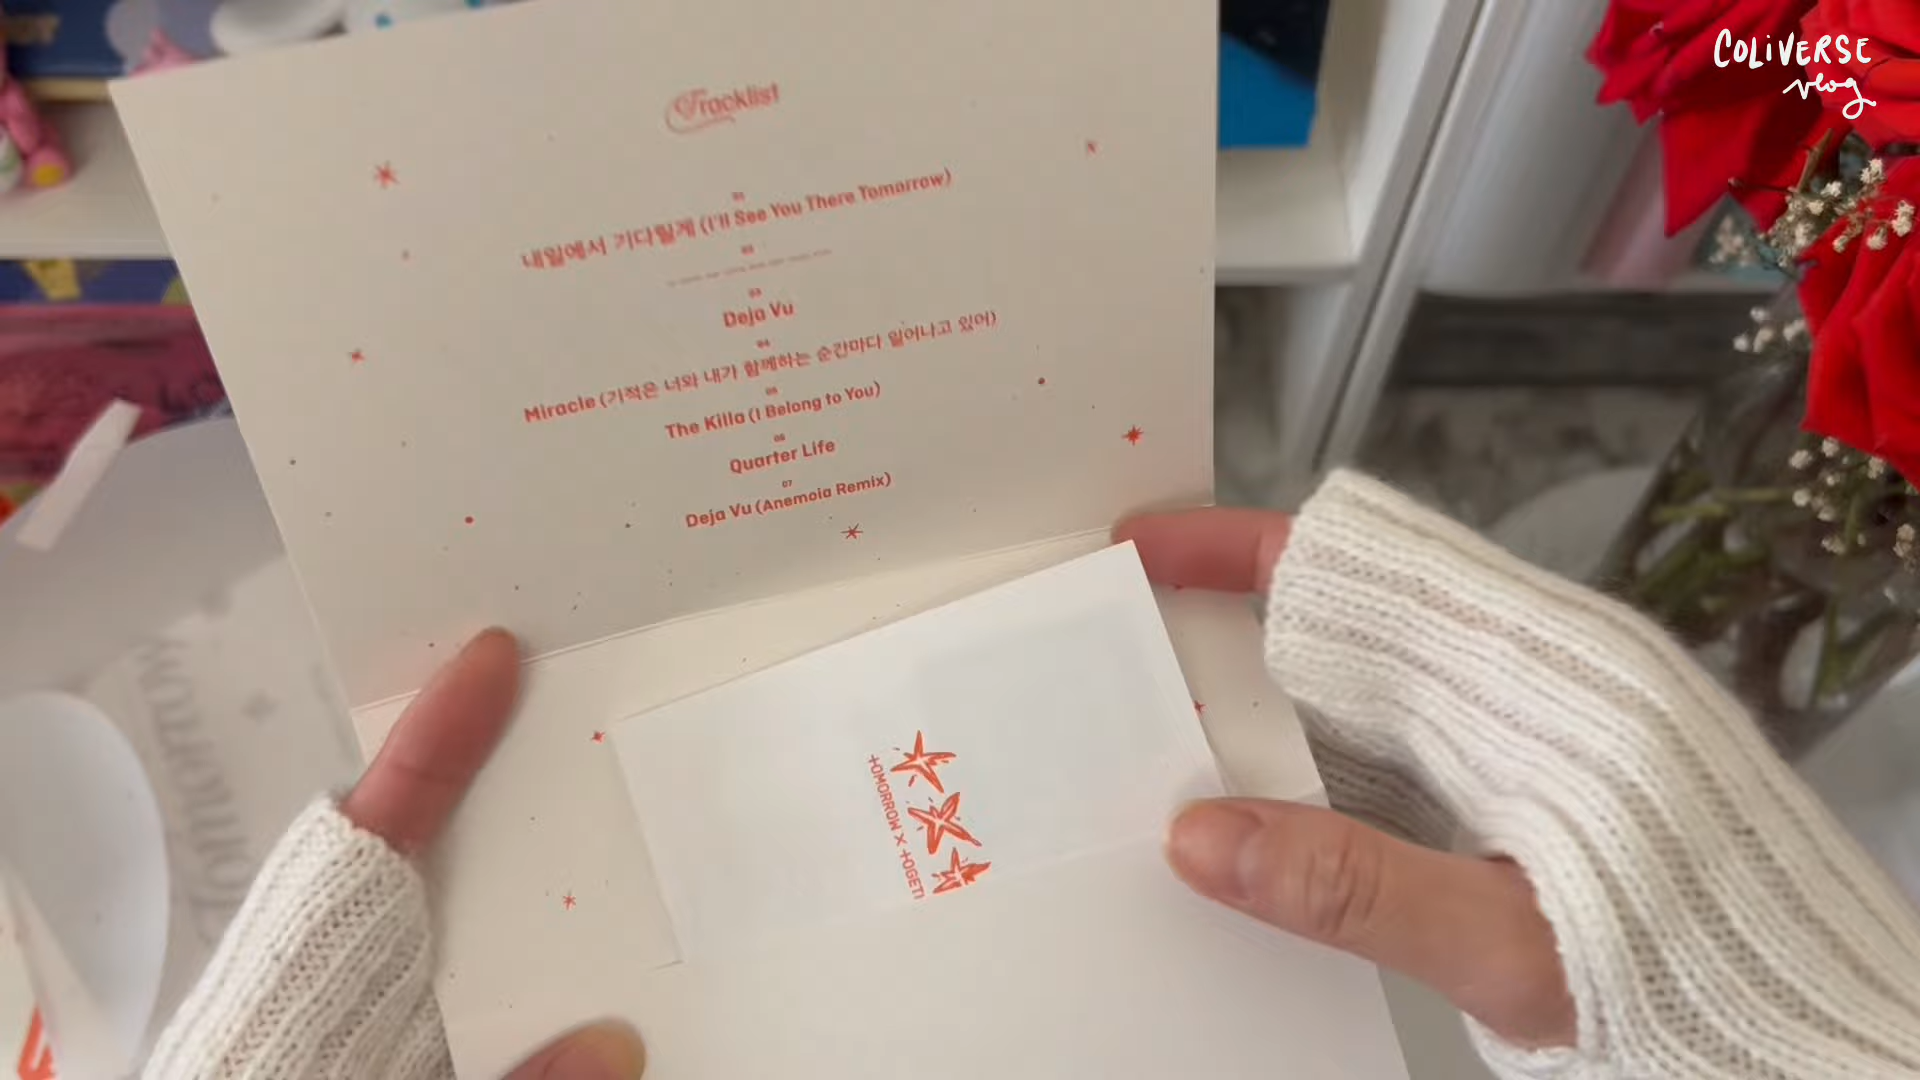 COLIVERSE
vlog
Tracklist
01
내일에서 기다릴게 (I'll See You There Tomorrow)
02
03
Deja Vu
04
Miracle (기적은 너와 내가 함께하는 순간마다 일어나고 있어)
05
The Killa (I Belong to You)
06
Quarter Life
07
Deja Vu (Anemoia Remix)
TOMORROW X TOGET